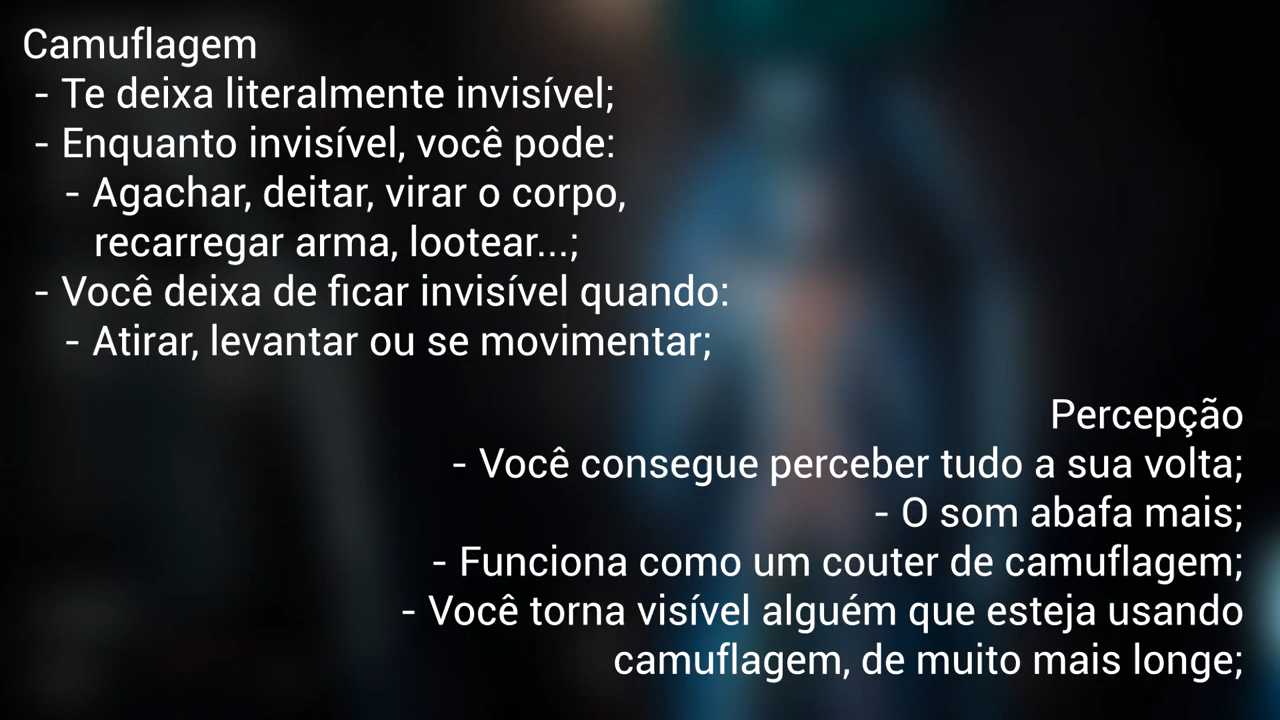 Camuflagem
- Te deixa literalmente invisível;
- Enquanto invisível, você pode:
- Agachar, deitar, virar o corpo,
recarregar arma, lootear...;
- Você deixa de ficar invisível quando:
- Atirar, levantar ou se movimentar;
Percepção
- Você consegue perceber tudo a sua volta;
- O som abafa mais;
- Funciona como um couter de camuflagem;
- Você torna visível alguém que esteja usando
camuflagem, de muito mais longe;